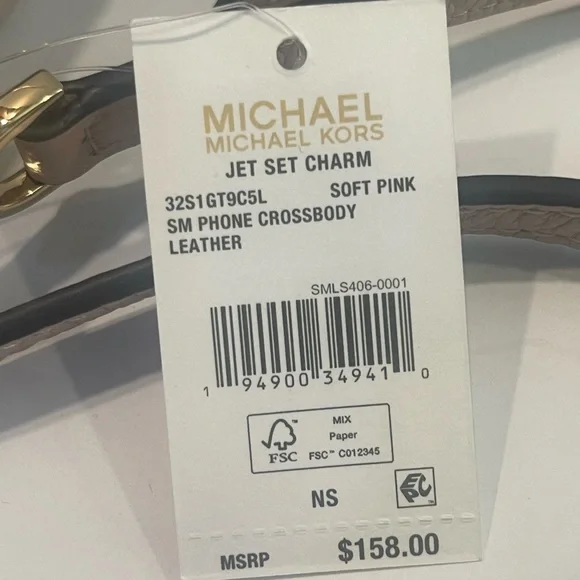 MICHAEL
MICHAEL KORS
JET SET CHARM
32S1GT9C5L SOFT PINK
SM PHONE CROSSBODY
LEATHER
SMLS406-0001
1 94900 34941 0
MIX
Paper
FSC™ C012345
FSC
NS
EPC
MSRP $158.00